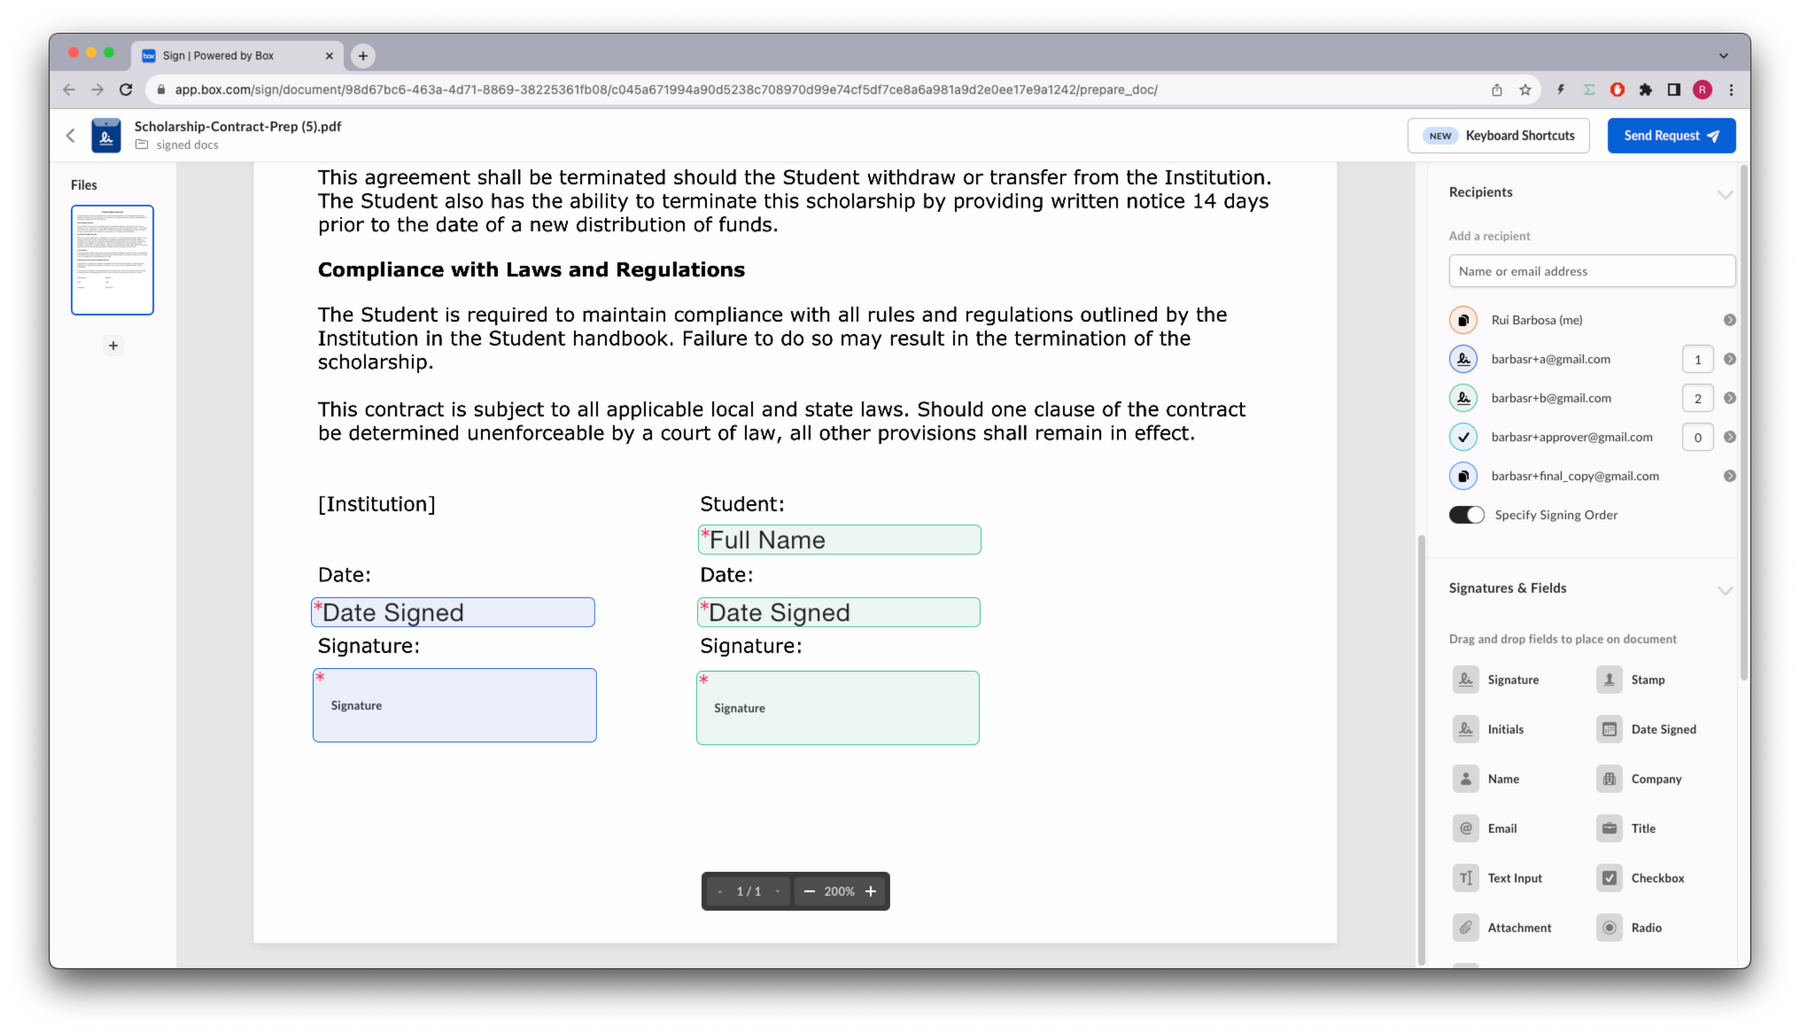 box Sign | Powered by Box
app.box.com/sign/document/98d67bc6-463a-4d71-8869-38225361fb08/c045a671994a90d5238c708970d99e74cf5df7ce8a6a981a9d2e0ee17e9a1242/prepare_doc/
R
Scholarship-Contract-Prep (5).pdf
signed docs
NEW Keyboard Shortcuts
Send Request
Files
This agreement shall be terminated should the Student withdraw or transfer from the Institution.
The Student also has the ability to terminate this scholarship by providing written notice 14 days
prior to the date of a new distribution of funds.
Compliance with Laws and Regulations
The Student is required to maintain compliance with all rules and regulations outlined by the
Institution in the Student handbook. Failure to do so may result in the termination of the
scholarship.
This contract is subject to all applicable local and state laws. Should one clause of the contract
be determined unenforceable by a court of law, all other provisions shall remain in effect.
[Institution]
Student:
*Full Name
Date:
Date:
*Date Signed
*Date Signed
Signature:
Signature:
*
Signature
*
Signature
1 / 1
200%
Recipients
Add a recipient
Name or email address
Rui Barbosa (me)
barbasr+a@gmail.com 1
barbasr+b@gmail.com 2
barbasr+approver@gmail.com 0
barbasr+final_copy@gmail.com
Specify Signing Order
Signatures & Fields
Drag and drop fields to place on document
Signature
Stamp
Initials
Date Signed
Name
Company
Email
Title
Text Input
Checkbox
Attachment
Radio